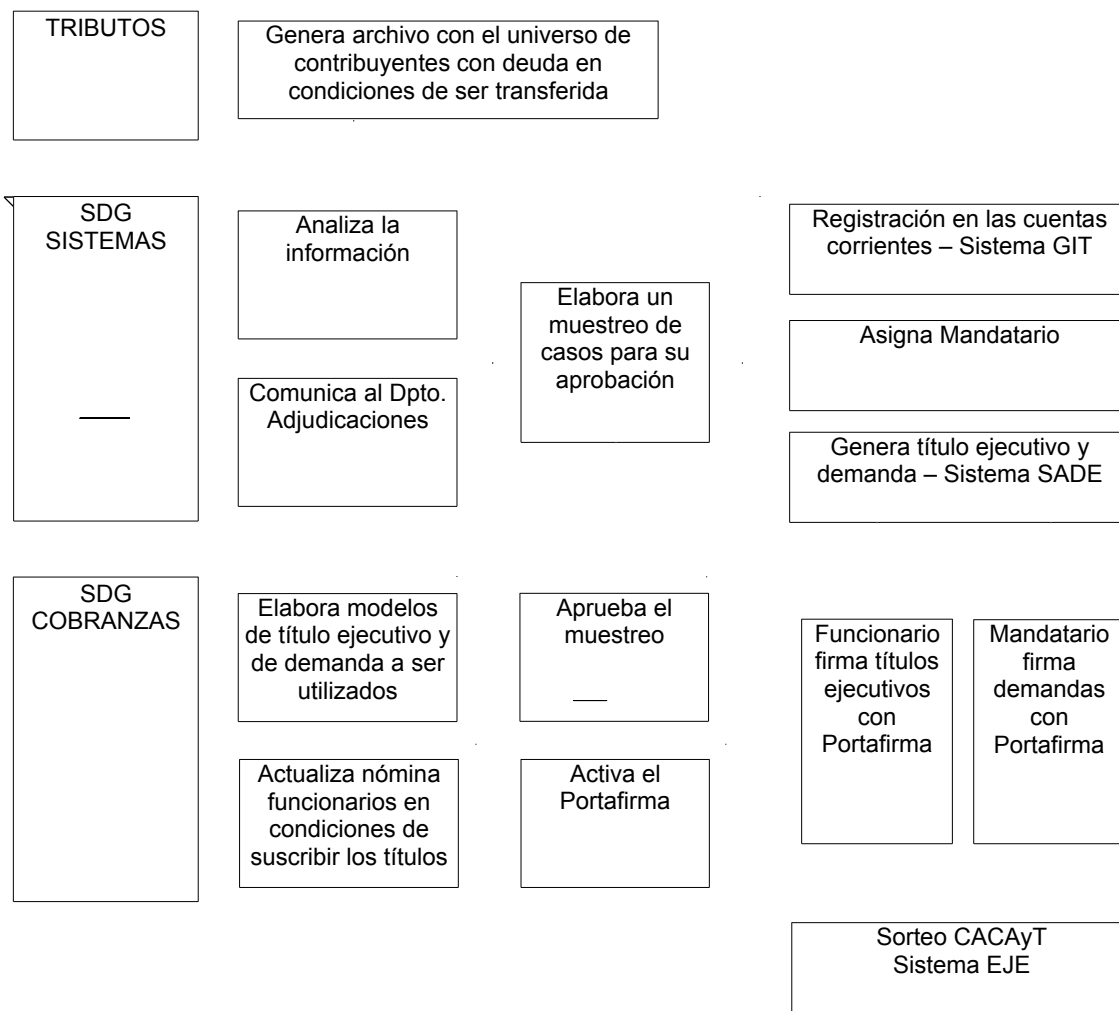 TRIBUTOS
Genera archivo con el universo de
contribuyentes con deuda en
condiciones de ser transferida
SDG
SISTEMAS
Analiza la
información
Comunica al Dpto.
Adjudicaciones
Elabora un
muestreo de
casos para su
aprobación
Registración en las cuentas
corrientes – Sistema GIT
Asigna Mandatario
Genera título ejecutivo y
demanda – Sistema SADE
SDG
COBRANZAS
Elabora modelos
de título ejecutivo y
de demanda a ser
utilizados
Actualiza nómina
funcionarios en
condiciones de
suscribir los títulos
Aprueba el
muestreo
Activa el
Portafirma
Funcionario
firma títulos
ejecutivos
con
Portafirma
Mandatario
firma
demandas
con
Portafirma
Sorteo CACAyT
Sistema EJE